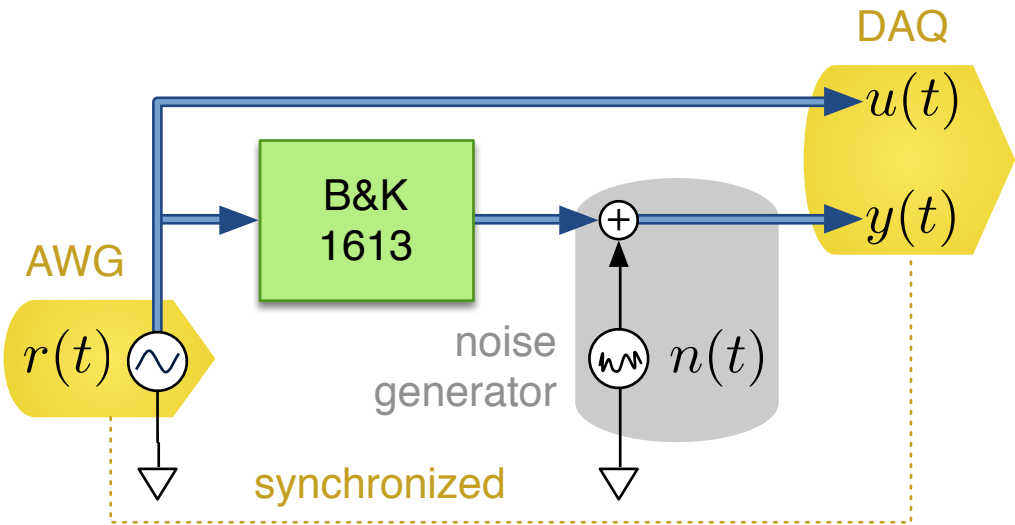 DAQ
u(t)
B&K
1613
y(t)
AWG
r(t)
noise
generator
n(t)
synchronized